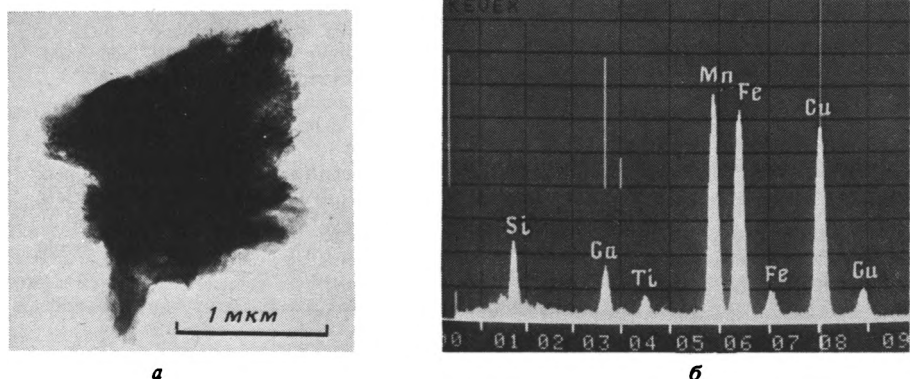 KEVEX
Mn
Fe
Cu
Si
Ca
Ti
Fe
Cu
1 мкм
00 01 02 03 04 05 06 07 08 09
а
б